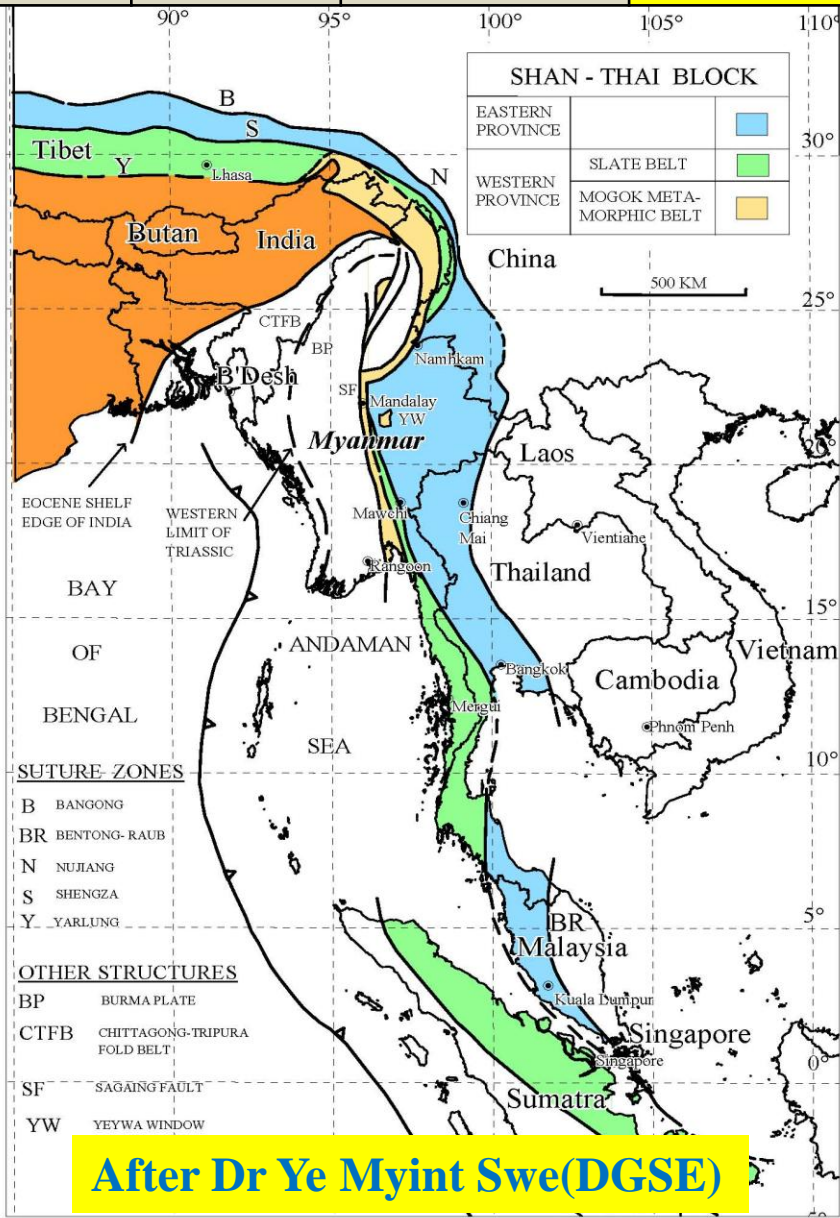 90°
95°
100°
105°
110°
SHAN - THAI BLOCK
EASTERN
PROVINCE
WESTERN
PROVINCE
SLATE BELT
MOGOK META-
MORPHIC BELT
B
S
Tibet
Y
Lhasa
N
30°
Butan
India
China
500 KM
25°
CTFB
BP
Namhkam
B'Desh
SF
Mandalay
YW
Myanmar
Laos
20°
EOCENE SHELF
EDGE OF INDIA
WESTERN
LIMIT OF
TRIASSIC
Mawchi
Chiang
Mai
Vientiane
Rangoon
Thailand
BAY
OF
BENGAL
15°
ANDAMAN
SEA
Vietnam
Bangkok
Cambodia
Mergui
Phnom Penh
10°
SUTURE ZONES
B BANGONG
BR BENTONG- RAUB
N NUJIANG
S SHENGZA
Y YARLUNG
5°
BR
Malaysia
Kuala Lumpur
OTHER STRUCTURES
BP BURMA PLATE
CTFB CHITTAGONG-TRIPURA
FOLD BELT
SF SAGAING FAULT
YW YEYWA WINDOW
Singapore
Singapore
0°
Sumatra
After Dr Ye Myint Swe(DGSE)